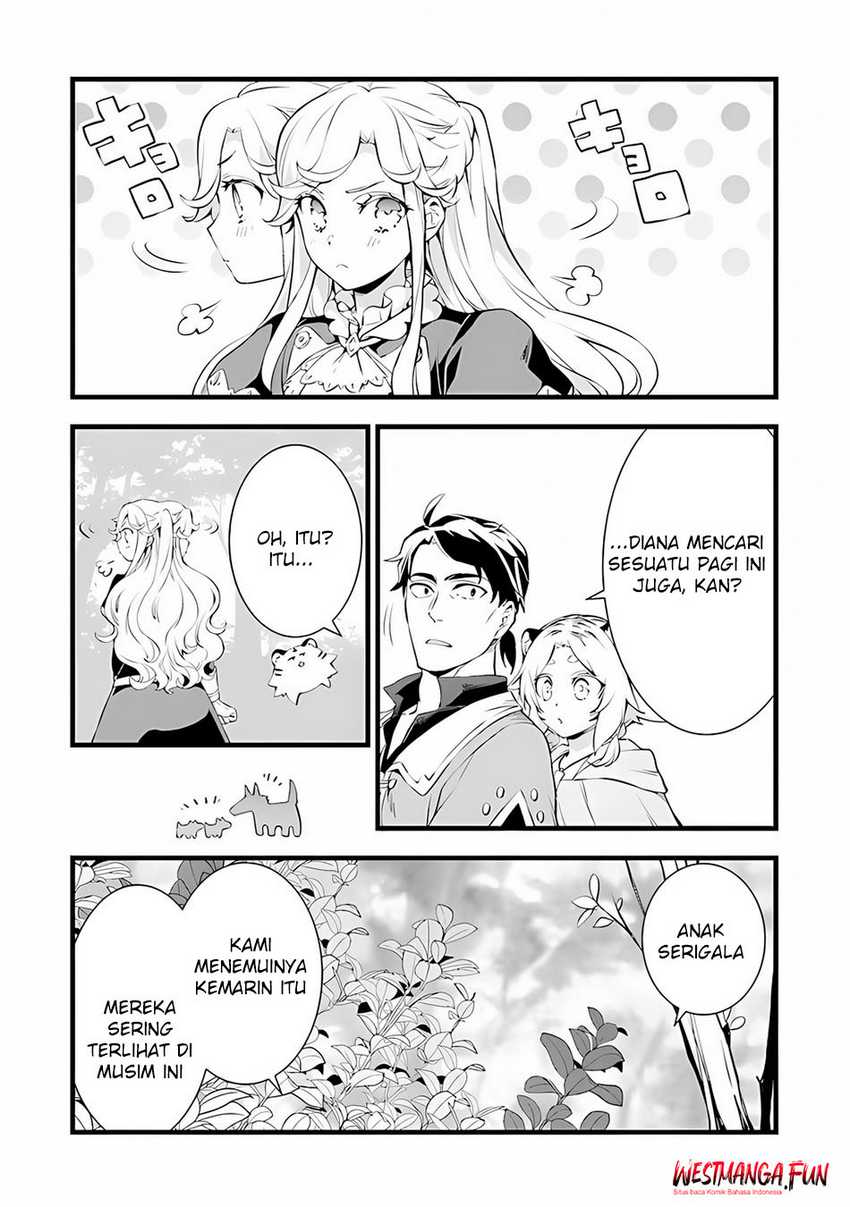 キョロ
キョロ
...DIANA MENCARI
SESUATU PAGI INI
JUGA, KAN?
OH, ITU?
ITU...
ANAK
SERIGALA
KAMI
MENEMUINYA
KEMARIN ITU
MEREKA
SERING
TERLIHAT DI
MUSIM INI
WESTMANGA.FUN
Situs baca Komik Bahasa Indonesia